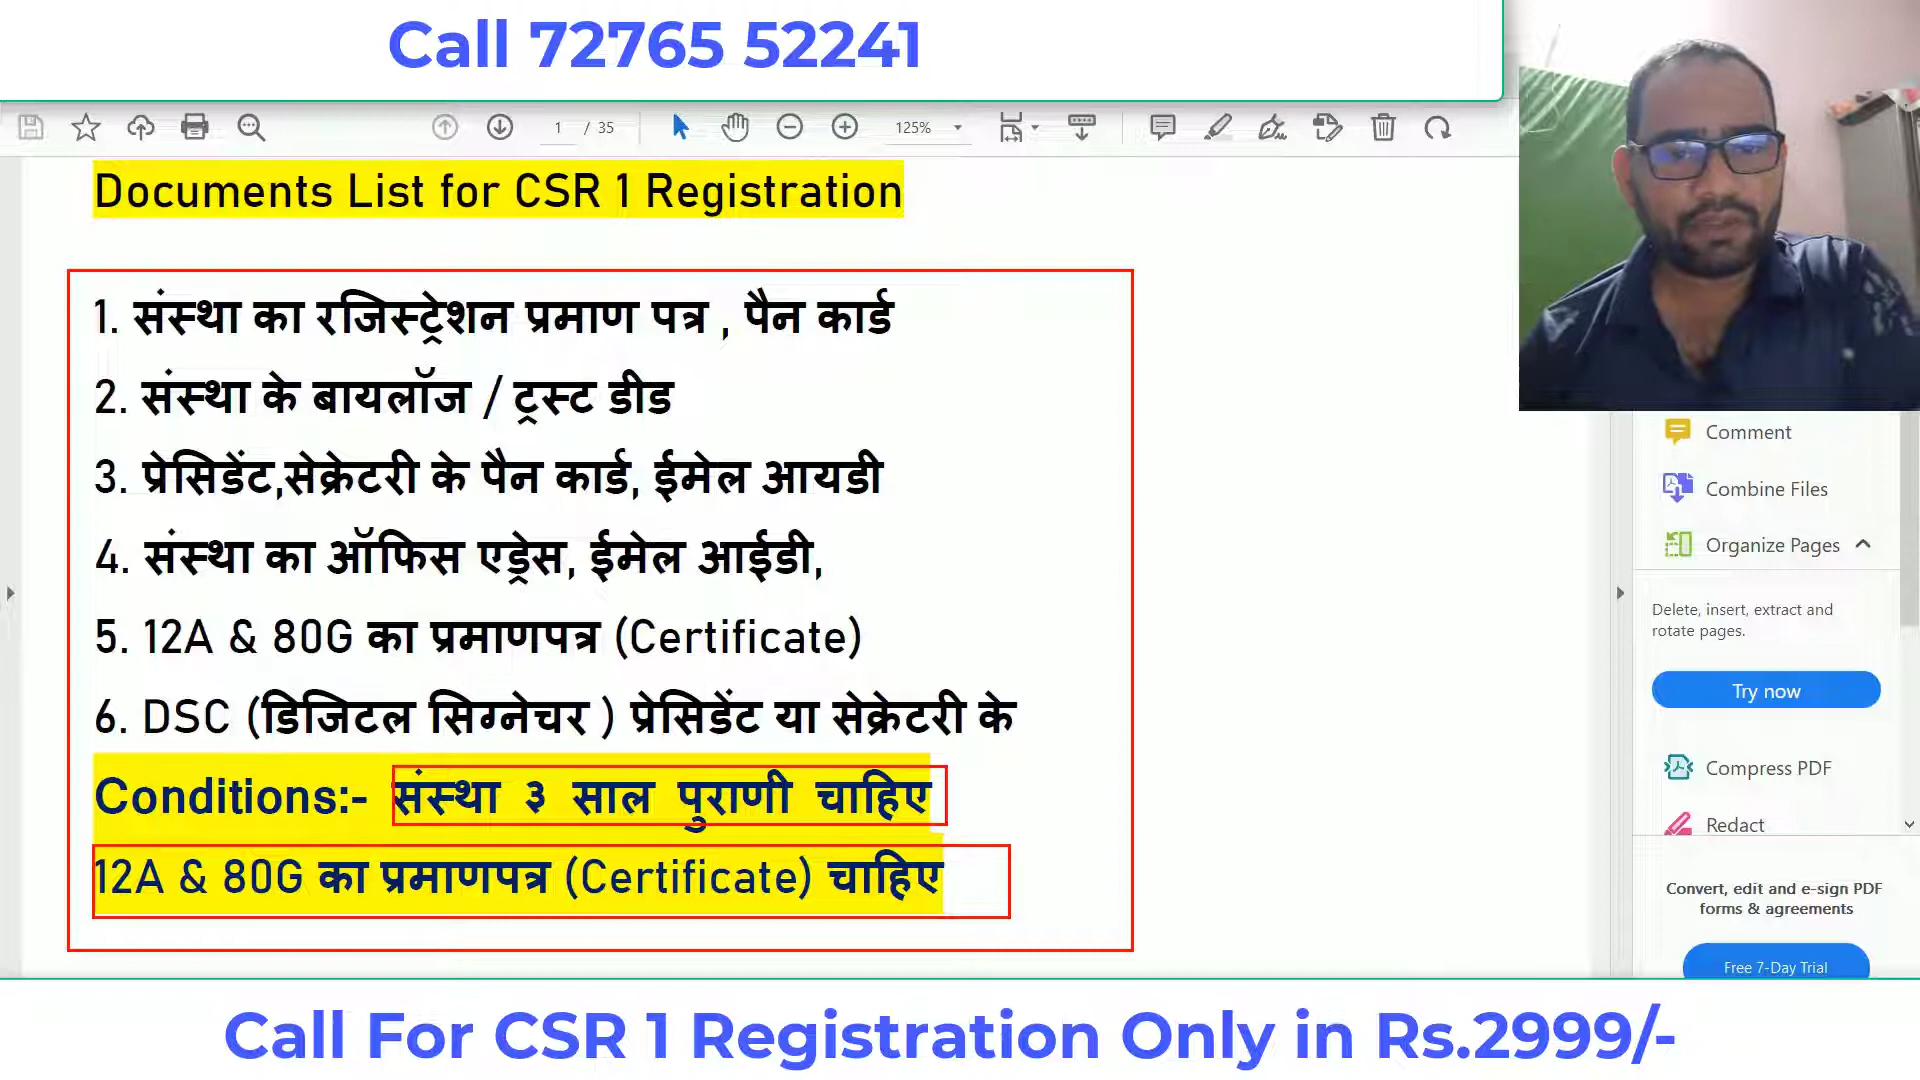 Call 72765 52241
1 / 35
125%
Documents List for CSR 1 Registration
1. संस्था का रजिस्ट्रेशन प्रमाण पत्र , पैन कार्ड
2. संस्था के बायलॉज / ट्रस्ट डीड
3. प्रेसिडेंट,सेक्रेटरी के पैन कार्ड, ईमेल आयडी
4. संस्था का ऑफिस एड्रेस, ईमेल आईडी,
5. 12A & 80G का प्रमाणपत्र (Certificate)
6. DSC (डिजिटल सिग्नेचर ) प्रेसिडेंट या सेक्रेटरी के
Conditions:- संस्था ३ साल पुराणी चाहिए
12A & 80G का प्रमाणपत्र (Certificate) चाहिए
Comment
Combine Files
Organize Pages
Delete, insert, extract and
rotate pages.
Try now
Compress PDF
Redact
Convert, edit and e-sign PDF
forms & agreements
Free 7-Day Trial
Call For CSR 1 Registration Only in Rs.2999/-